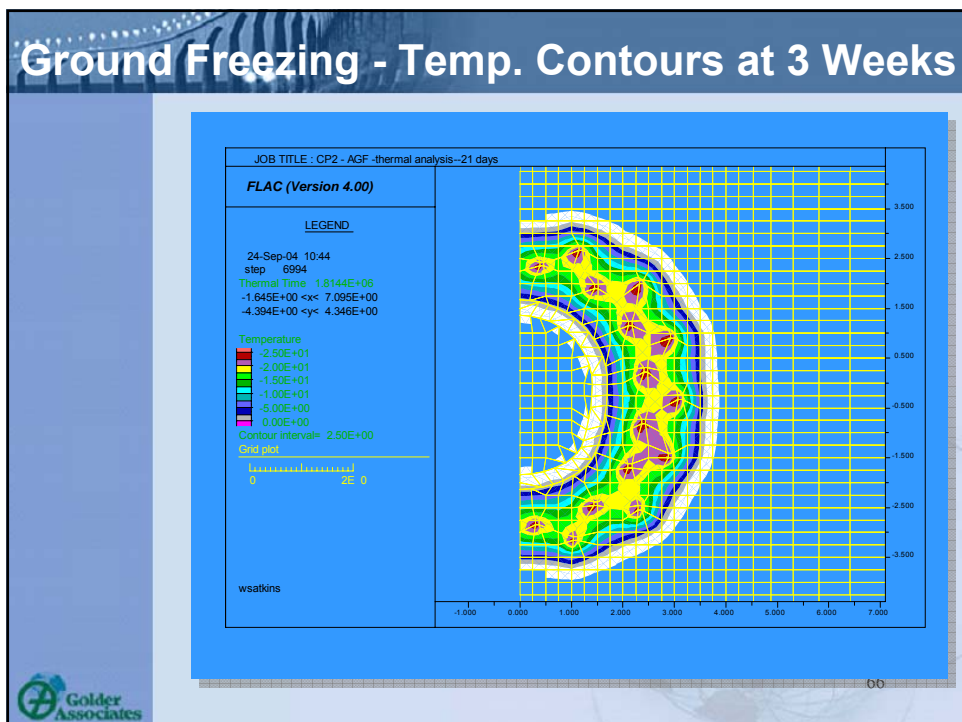 Ground Freezing - Temp. Contours at 3 Weeks
JOB TITLE : CP2 - AGF -thermal analysis--21 days
FLAC (Version 4.00)
LEGEND
24-Sep-04 10:44
step 6994
Thermal Time 1.8144E+06
-1.645E+00 <x< 7.095E+00
-4.394E+00 <y< 4.346E+00
Temperature
-2.50E+01
-2.00E+01
-1.50E+01
-1.00E+01
-5.00E+00
0.00E+00
Contour interval= 2.50E+00
Grid plot
0 2E 0
wsatkins
3.500
2.500
1.500
0.500
-0.500
-1.500
-2.500
-3.500
-1.000 0.000 1.000 2.000 3.000 4.000 5.000 6.000 7.000
66
Golder
Associates